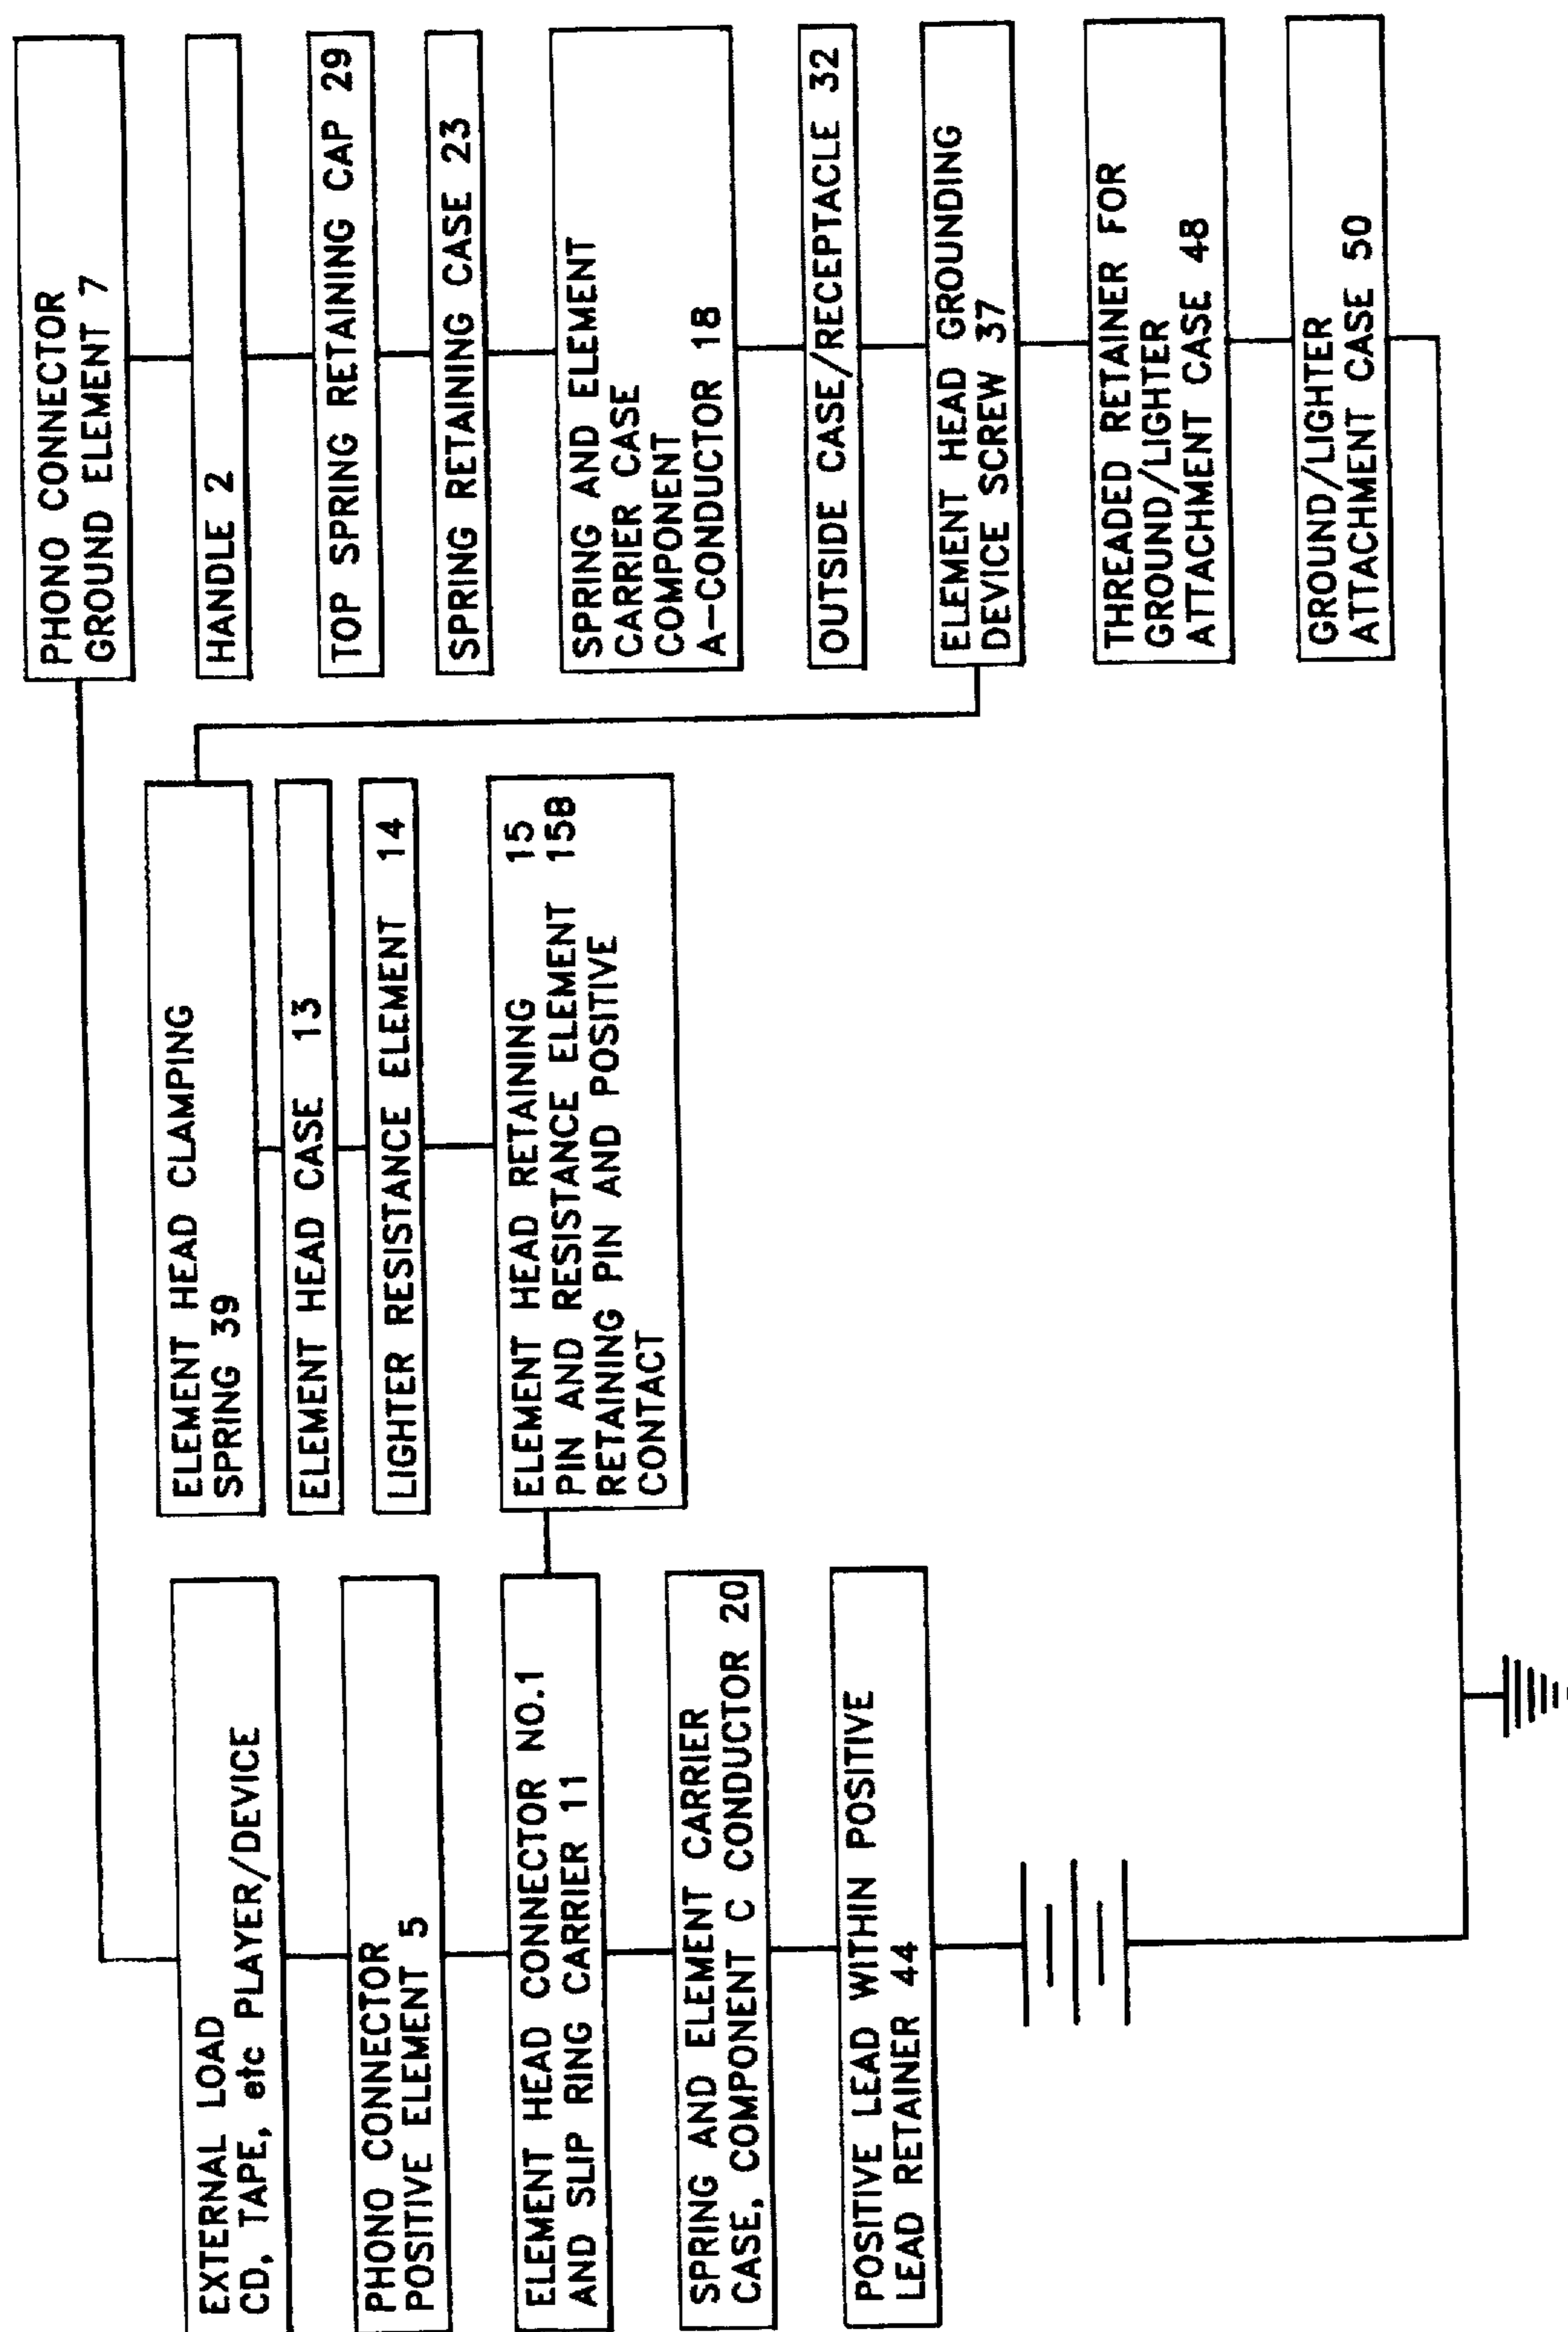 EXTERNAL LOAD
CD, TAPE, etc PLAYER/DEVICE
PHONO CONNECTOR
POSITIVE ELEMENT 5
ELEMENT HEAD CONNECTOR NO.1
AND SLIP RING CARRIER 11
SPRING AND ELEMENT CARRIER
CASE, COMPONENT C CONDUCTOR 20
POSITIVE LEAD WITHIN POSITIVE
LEAD RETAINER 44
ELEMENT HEAD CLAMPING
SPRING 39
ELEMENT HEAD CASE 13
LIGHTER RESISTANCE ELEMENT 14
ELEMENT HEAD RETAINING 15
PIN AND RESISTANCE ELEMENT 15B
RETAINING PIN AND POSITIVE
CONTACT
PHONO CONNECTOR
GROUND ELEMENT 7
HANDLE 2
TOP SPRING RETAINING CAP 29
SPRING RETAINING CASE 23
SPRING AND ELEMENT
CARRIER CASE
COMPONENT
A-CONDUCTOR 18
OUTSIDE CASE/RECEPTACLE 32
ELEMENT HEAD GROUNDING
DEVICE SCREW 37
THREADED RETAINER FOR
GROUND/LIGHTER
ATTACHMENT CASE 48
GROUND/LIGHTER
ATTACHMENT CASE 50